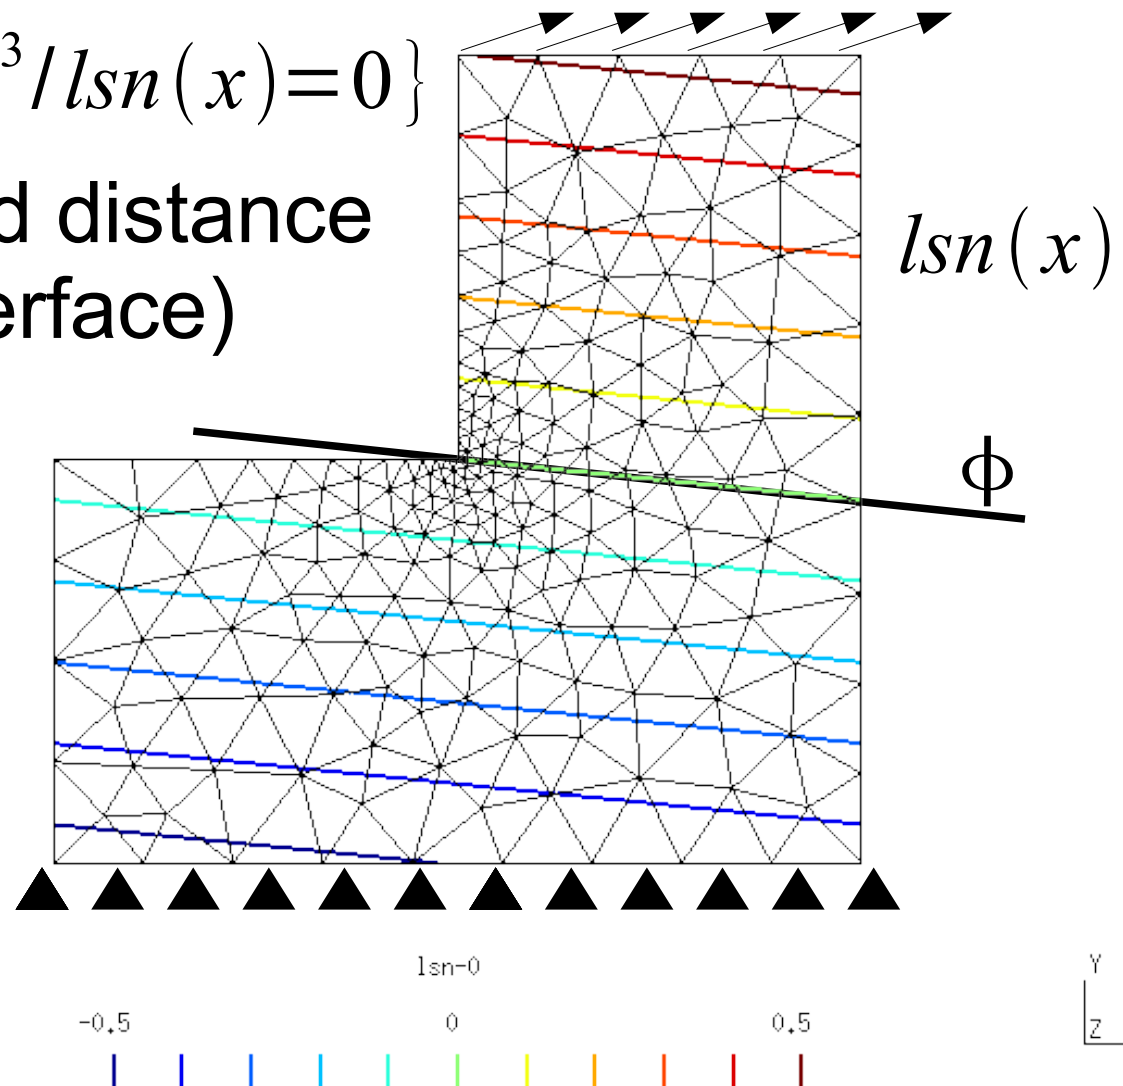 ³/lsn(x)=0}
d distance
erface)
lsn(x)
ϕ
lsn-0
-0.5 0 0.5
Y
Z